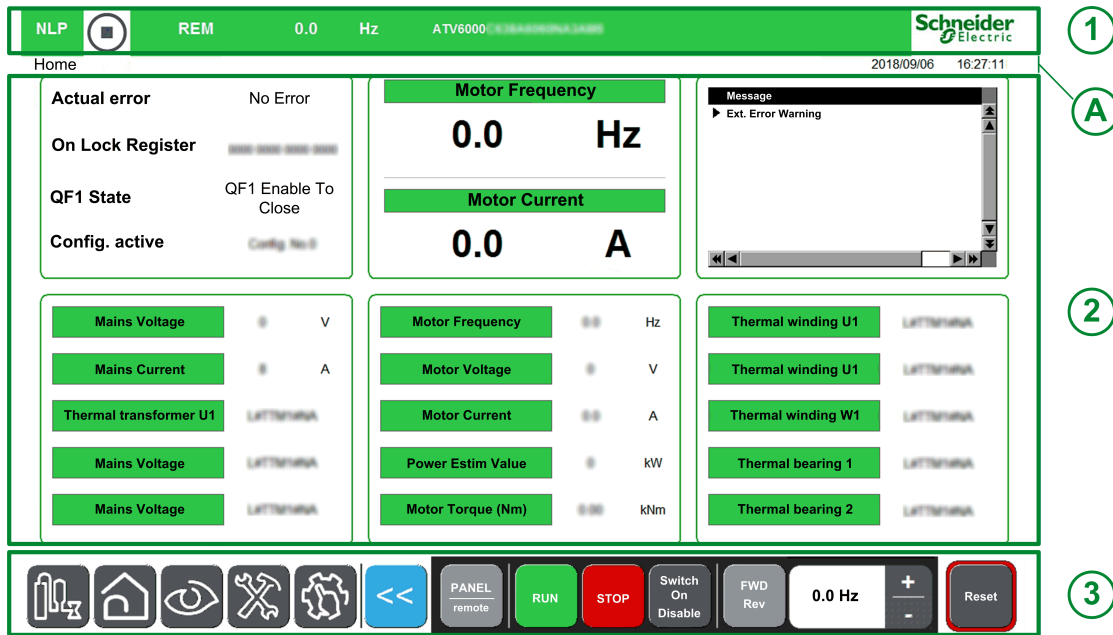 NLP REM 0.0 Hz ATV6000 Schneider Electric
1
Home 2018/09/06 16:27:11
A
Actual error No Error
On Lock Register
QF1 State QF1 Enable To Close
Config. active
Motor Frequency
0.0 Hz
Motor Current
0.0 A
Message
Ext. Error Warning
2
Mains Voltage V
Mains Current A
Thermal transformer U1
Mains Voltage
Mains Voltage
Motor Frequency Hz
Motor Voltage V
Motor Current A
Power Estim Value kW
Motor Torque (Nm) kNm
Thermal winding U1
Thermal winding U1
Thermal winding W1
Thermal bearing 1
Thermal bearing 2
<<
PANEL
remote
RUN
STOP
Switch
On
Disable
FWD
Rev
0.0 Hz
+
-
Reset
3